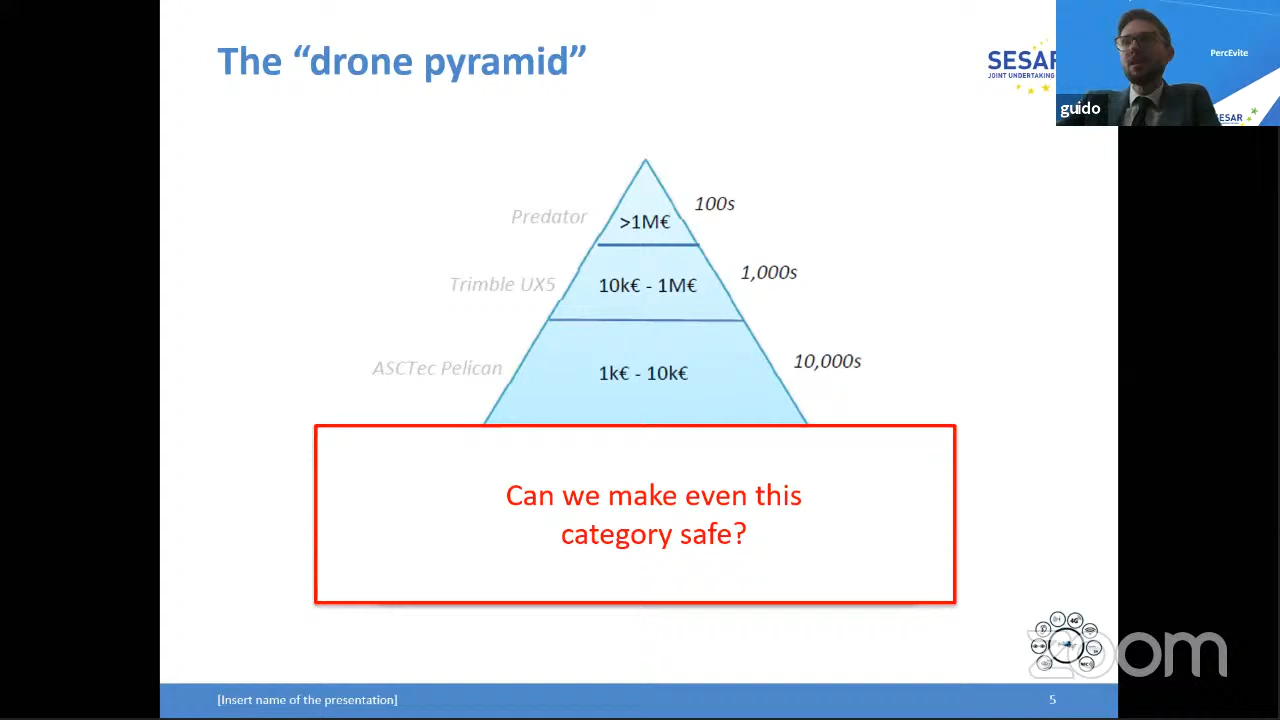 The “drone pyramid”
SESAR
JOINT UNDERTAKING
PercEvite
guido
SESAR
Predator
>1M€
100s
Trimble UX5
10k€ - 1M€
1,000s
ASCTec Pelican
1k€ - 10k€
10,000s
Can we make even this
category safe?
4G
zoom
[Insert name of the presentation]
5